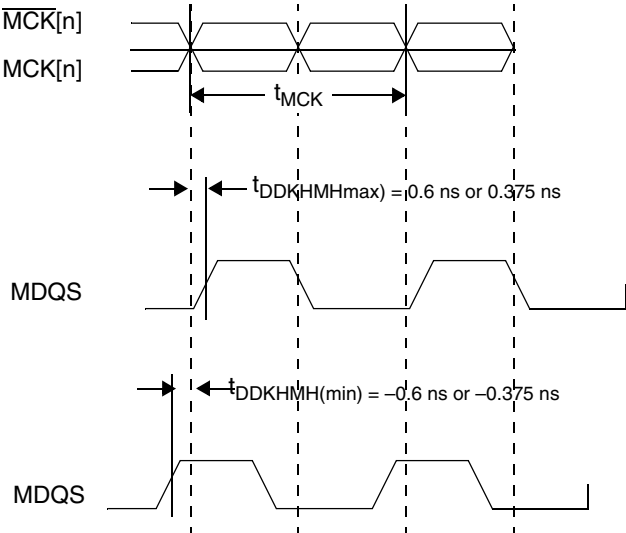 M̅C̅K̅[n]
MCK[n]
tMCK
tDDKHMHmax) = 0.6 ns or 0.375 ns
MDQS
tDDKHMH(min) = –0.6 ns or –0.375 ns
MDQS